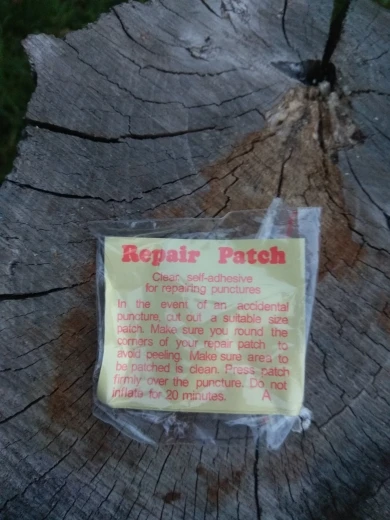 Repair Patch
Clear, self-adhesive
for repairing punctures
In the event of an accidental
puncture, cut out a suitable size
patch. Make sure you round the
corners of your repair patch to
avoid peeling. Make sure area to
be patched is clean. Press patch
firmly over the puncture. Do not
inflate for 20 minutes. A